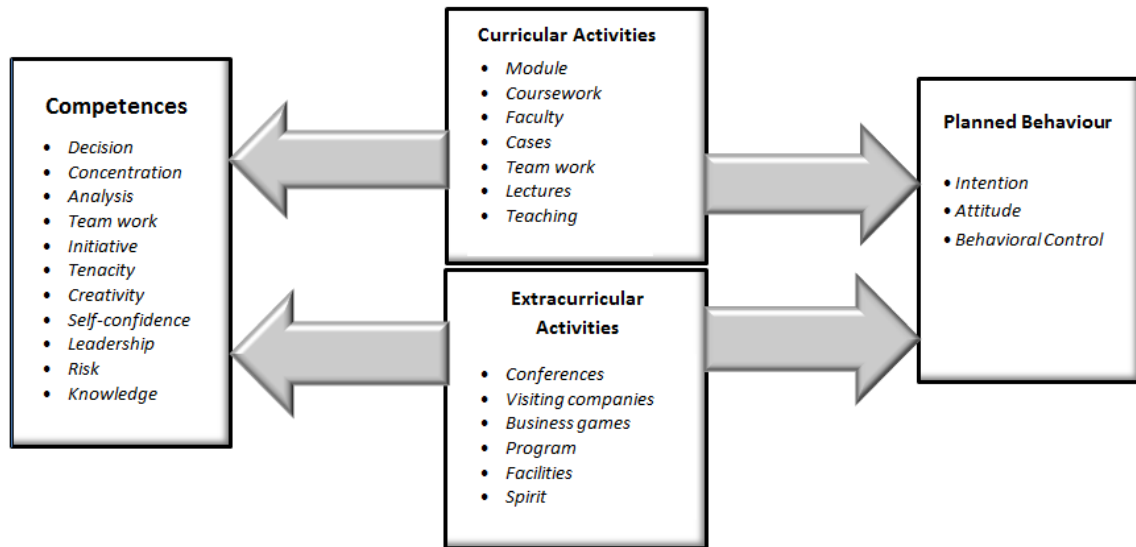 Competences
• Decision
• Concentration
• Analysis
• Team work
• Initiative
• Tenacity
• Creativity
• Self-confidence
• Leadership
• Risk
• Knowledge
Curricular Activities
• Module
• Coursework
• Faculty
• Cases
• Team work
• Lectures
• Teaching
Extracurricular
Activities
• Conferences
• Visiting companies
• Business games
• Program
• Facilities
• Spirit
Planned Behaviour
• Intention
• Attitude
• Behavioral Control